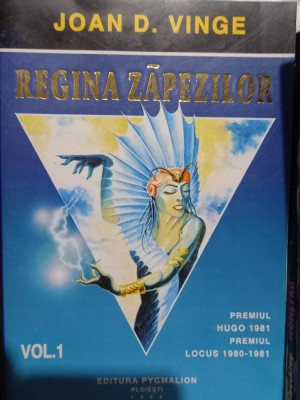 JOAN D. VINGE
REGINA ZĂPEZILOR
PREMIUL
HUGO 1981
PREMIUL
LOCUS 1980-1981
VOL.1
EDITURA PYGMALION
PLOIEȘTI